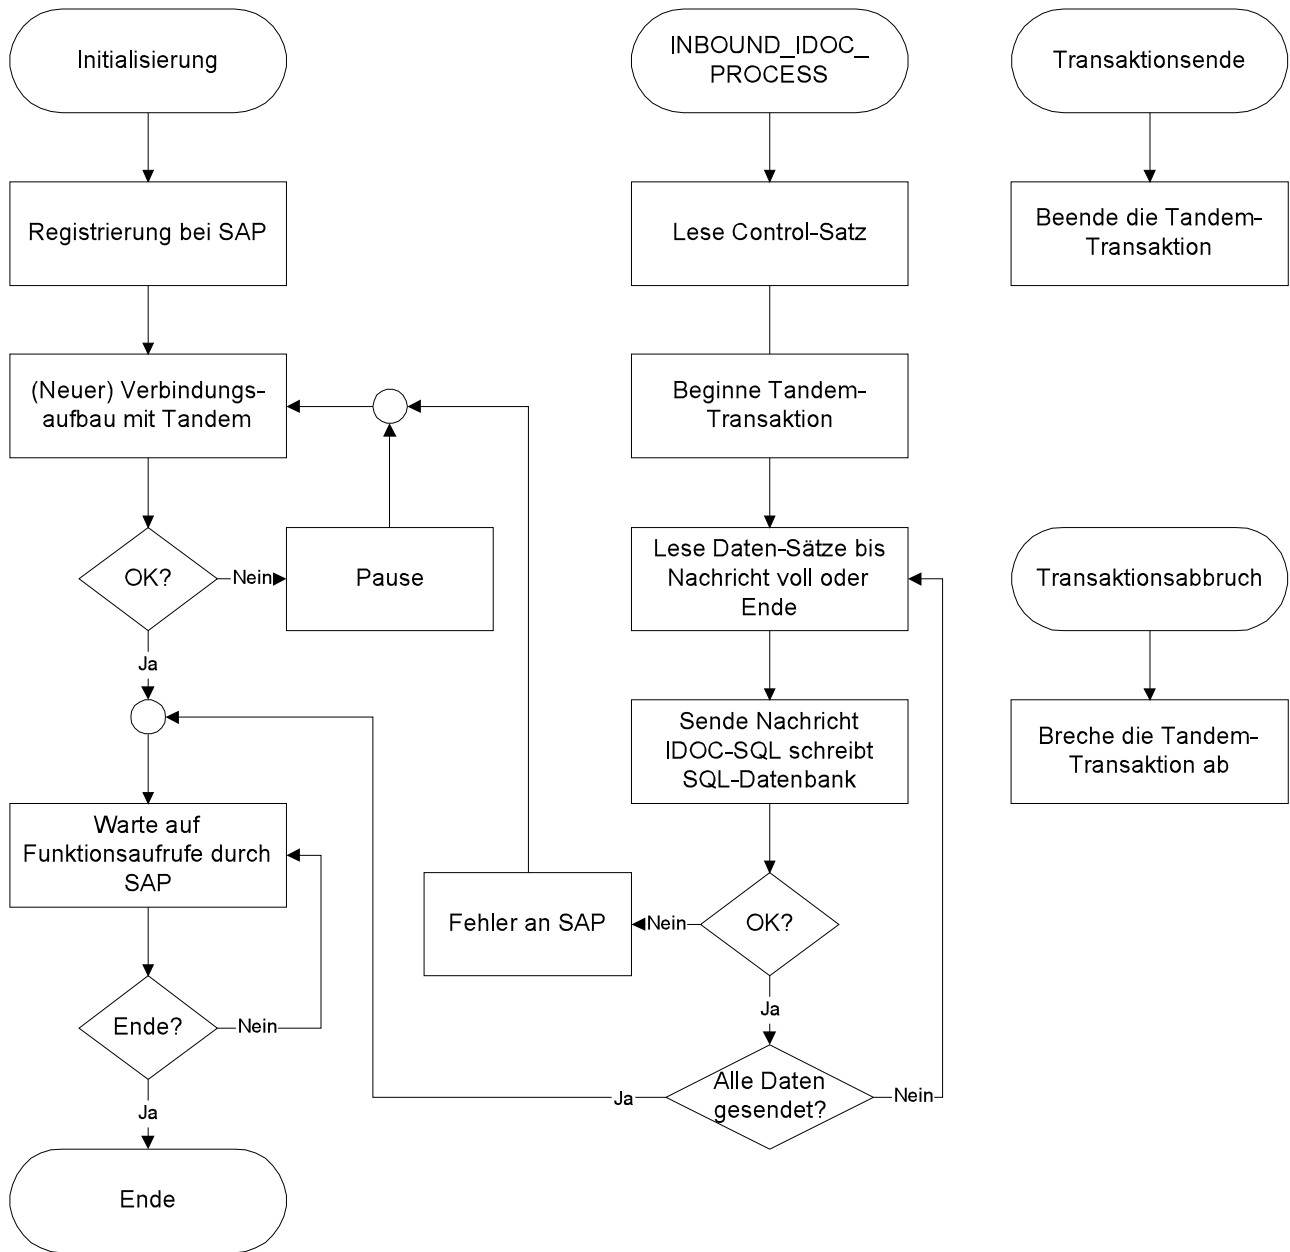 Initialisierung
Registrierung bei SAP
(Neuer) Verbindungs-
aufbau mit Tandem
OK?
Nein
Pause
Ja
Warte auf
Funktionsaufrufe durch
SAP
Ende?
Nein
Ja
Ende
INBOUND_IDOC_
PROCESS
Lese Control-Satz
Beginne Tandem-
Transaktion
Lese Daten-Sätze bis
Nachricht voll oder
Ende
Sende Nachricht
IDOC-SQL schreibt
SQL-Datenbank
OK?
Nein
Fehler an SAP
Ja
Alle Daten
gesendet?
Ja
Nein
Transaktionsende
Beende die Tandem-
Transaktion
Transaktionsabbruch
Breche die Tandem-
Transaktion ab